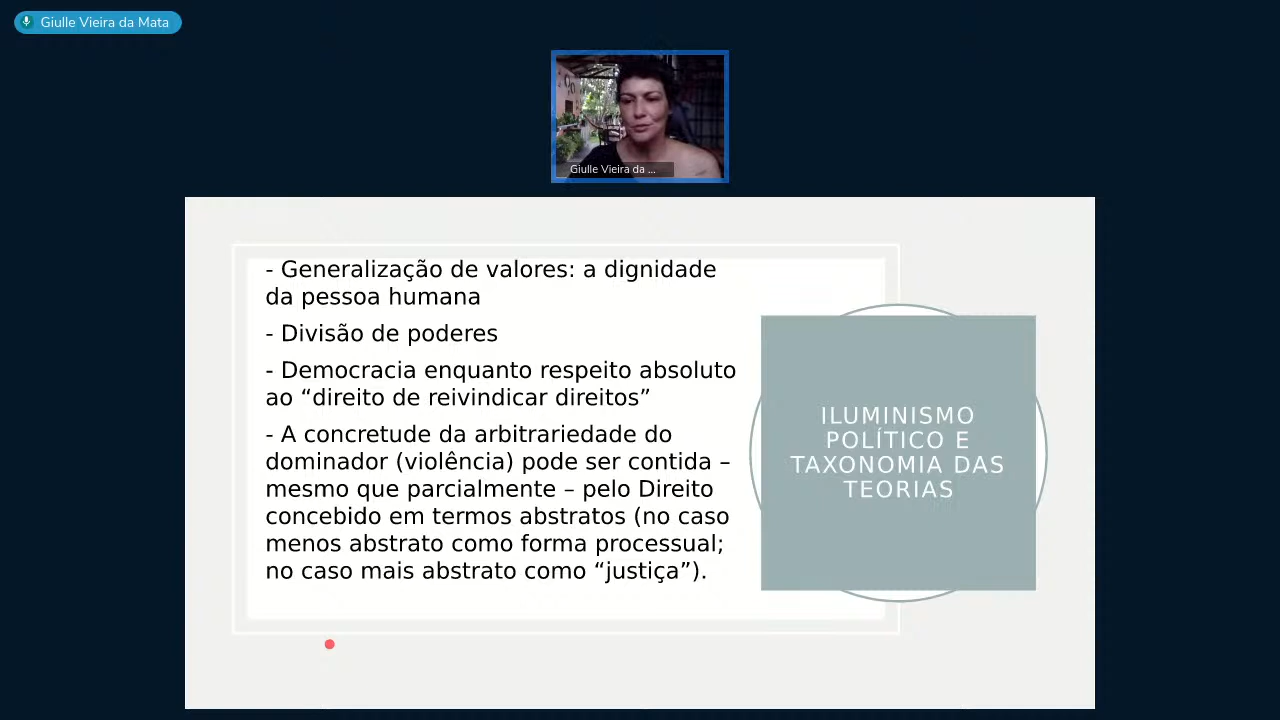 Giulle Vieira da Mata
Giulle Vieira da ...
- Generalização de valores: a dignidade
da pessoa humana
- Divisão de poderes
- Democracia enquanto respeito absoluto
ao “direito de reivindicar direitos”
- A concretude da arbitrariedade do
dominador (violência) pode ser contida –
mesmo que parcialmente – pelo Direito
concebido em termos abstratos (no caso
menos abstrato como forma processual;
no caso mais abstrato como “justiça”).
ILUMINISMO
POLÍTICO E
TAXONOMIA DAS
TEORIAS